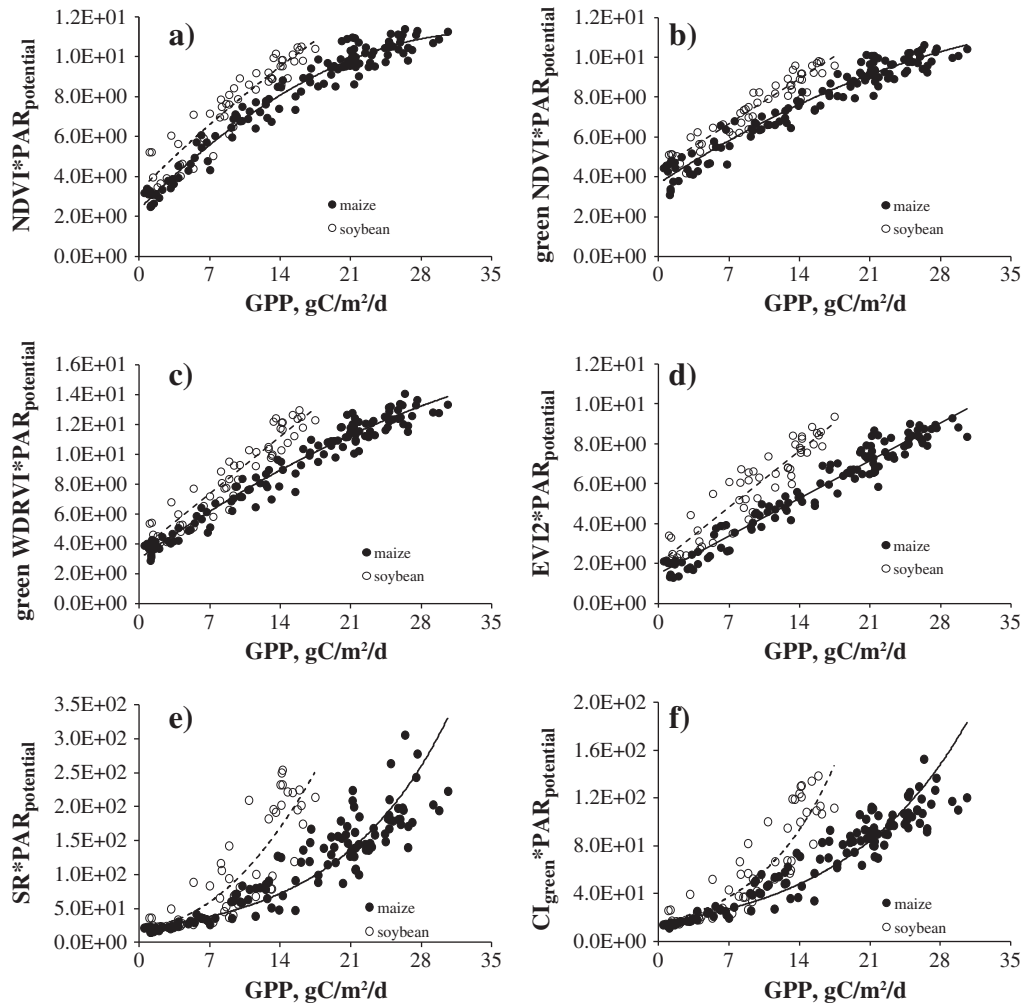 a)
NDVI*PARpotential
1.2E+01
1.0E+01
8.0E+00
6.0E+00
4.0E+00
2.0E+00
0.0E+00
maize
soybean
0 7 14 21 28 35
GPP, gC/m²/d
b)
green NDVI*PARpotential
1.2E+01
1.0E+01
8.0E+00
6.0E+00
4.0E+00
2.0E+00
0.0E+00
maize
soybean
0 7 14 21 28 35
GPP, gC/m²/d
c)
green WDRVI*PARpotential
1.6E+01
1.4E+01
1.2E+01
1.0E+01
8.0E+00
6.0E+00
4.0E+00
2.0E+00
0.0E+00
maize
soybean
0 7 14 21 28 35
GPP, gC/m²/d
d)
EVI2*PARpotential
1.2E+01
1.0E+01
8.0E+00
6.0E+00
4.0E+00
2.0E+00
0.0E+00
maize
soybean
0 7 14 21 28 35
GPP, gC/m²/d
e)
SR*PARpotential
3.5E+02
3.0E+02
2.5E+02
2.0E+02
1.5E+02
1.0E+02
5.0E+01
0.0E+00
maize
soybean
0 7 14 21 28 35
GPP, gC/m²/d
f)
CIgreen*PARpotential
2.0E+02
1.6E+02
1.2E+02
8.0E+01
4.0E+01
0.0E+00
maize
soybean
0 7 14 21 28 35
GPP, gC/m²/d